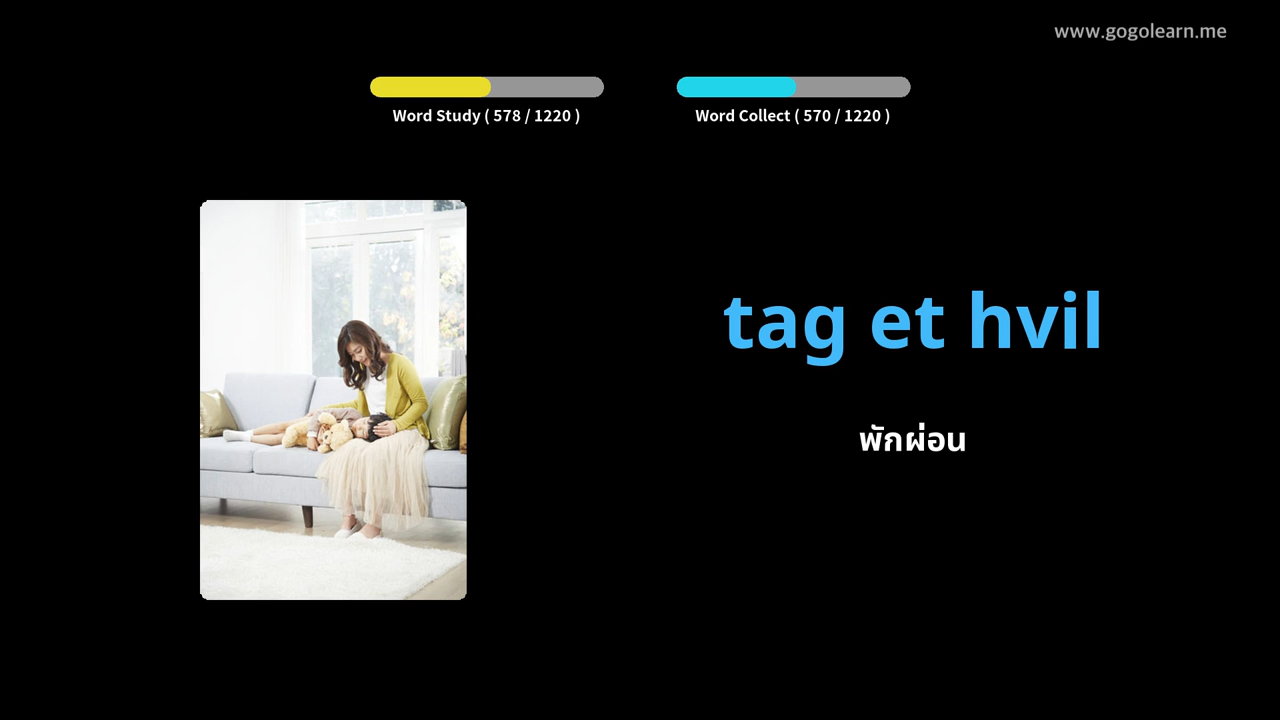 www.gogolearn.me
Word Study ( 578 / 1220 )
Word Collect ( 570 / 1220 )
tag et hvil
พักผ่อน